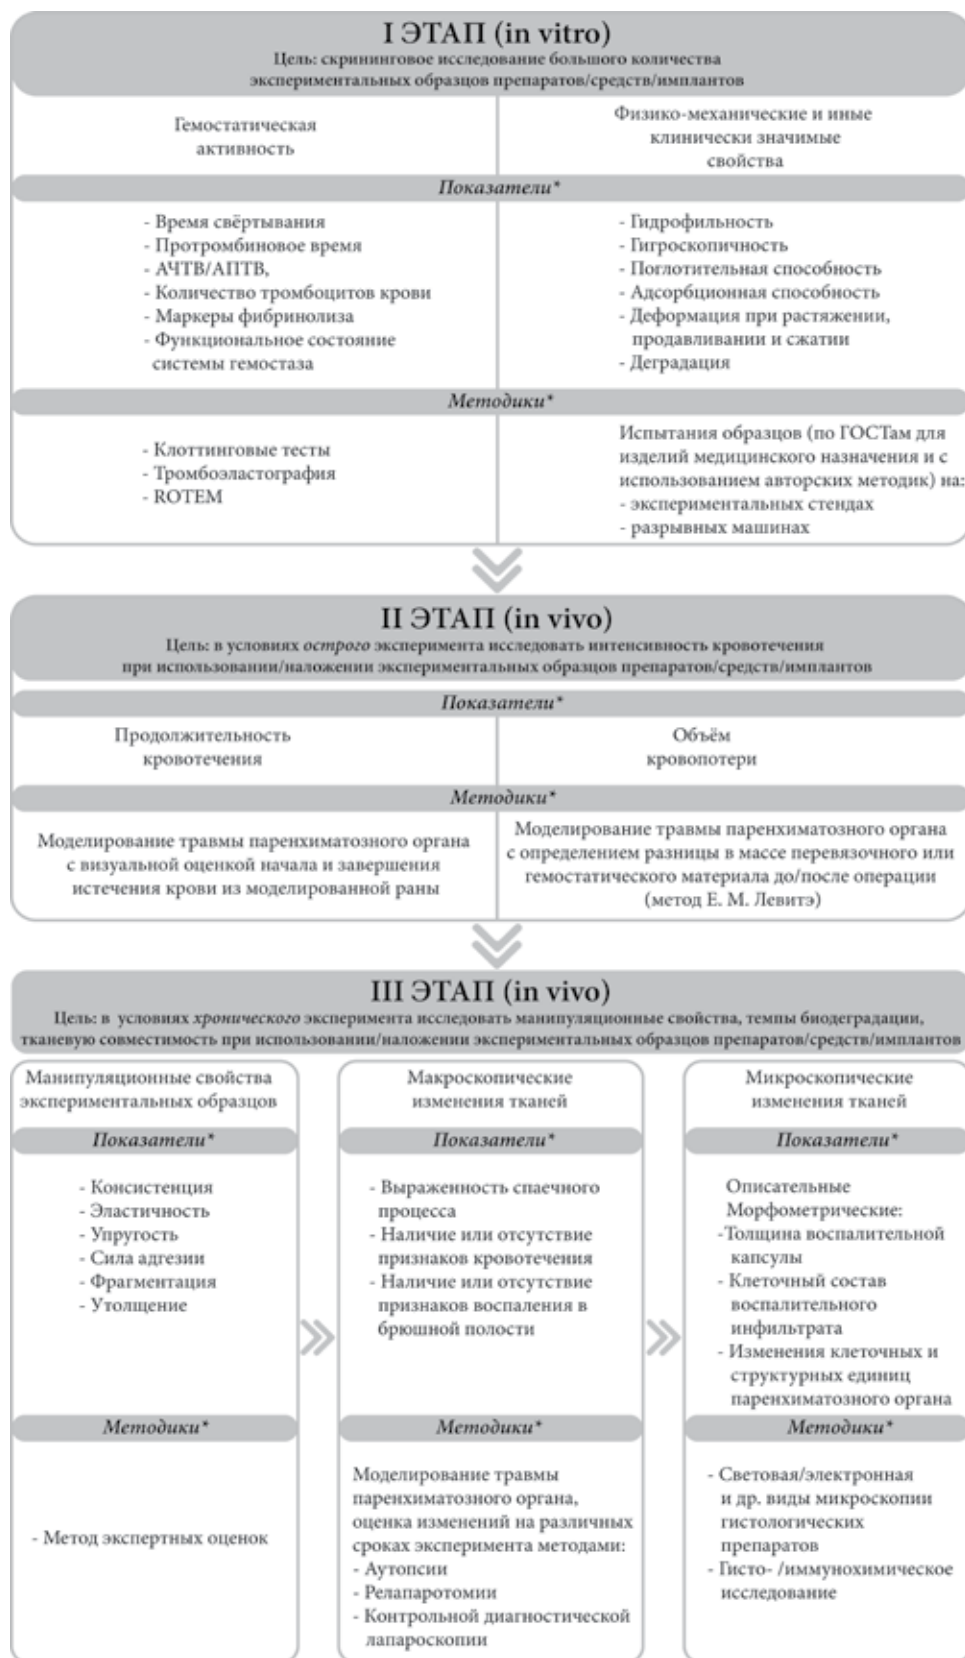 I ЭТАП (in vitro)
Цель: скрининговое исследование большого количества
экспериментальных образцов препаратов/средств/имплантов
Гемостатическая
активность
Физико-механические и иные
клинически значимые
свойства
Показатели*
- Время свёртывания
- Протромбиновое время
- АЧТВ/АПТВ,
- Количество тромбоцитов крови
- Маркеры фибринолиза
- Функциональное состояние
системы гемостаза
- Гидрофильность
- Гигроскопичность
- Поглотительная способность
- Адсорбционная способность
- Деформация при растяжении,
продавливании и сжатии
- Деградация
Методики*
- Клоттинговые тесты
- Тромбоэластография
- ROTEM
Испытания образцов (по ГОСТам для
изделий медицинского назначения и с
использованием авторских методик) на:
- экспериментальных стендах
- разрывных машинах
II ЭТАП (in vivo)
Цель: в условиях острого эксперимента исследовать интенсивность кровотечения
при использовании/наложении экспериментальных образцов препаратов/средств/имплантов
Показатели*
Продолжительность
кровотечения
Объём
кровопотери
Методики*
Моделирование травмы паренхиматозного органа
с визуальной оценкой начала и завершения
истечения крови из моделированной раны
Моделирование травмы паренхиматозного органа
с определением разницы в массе перевязочного или
гемостатического материала до/после операции
(метод Е. М. Левитэ)
III ЭТАП (in vivo)
Цель: в условиях хронического эксперимента исследовать манипуляционные свойства, темпы биодеградации,
тканевую совместимость при использовании/наложении экспериментальных образцов препаратов/средств/имплантов
Манипуляционные свойства
экспериментальных образцов
Показатели*
- Консистенция
- Эластичность
- Упругость
- Сила адгезии
- Фрагментация
- Утолщение
Методики*
- Метод экспертных оценок
Макроскопические
изменения тканей
Показатели*
- Выраженность спаечного
процесса
- Наличие или отсутствие
признаков кровотечения
- Наличие или отсутствие
признаков воспаления в
брюшной полости
Методики*
Моделирование травмы
паренхиматозного органа,
оценка изменений на различных
сроках эксперимента методами:
- Аутопсии
- Релапаротомии
- Контрольной диагностической
лапароскопии
Микроскопические
изменения тканей
Показатели*
Описательные
Морфометрические:
-Толщина воспалительной
капсулы
- Клеточный состав
воспалительного
инфильтрата
- Изменения клеточных и
структурных единиц
паренхиматозного органа
Методики*
- Световая/электронная
и др. виды микроскопии
гистологических
препаратов
- Гисто- /иммунохимическое
исследование